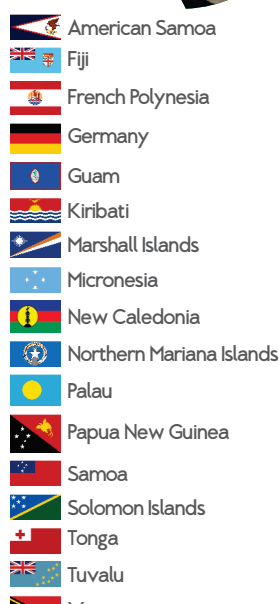 American Samoa
Fiji
French Polynesia
Germany
Guam
Kiribati
Marshall Islands
Micronesia
New Caledonia
Northern Mariana Islands
Palau
Papua New Guinea
Samoa
Solomon Islands
Tonga
Tuvalu